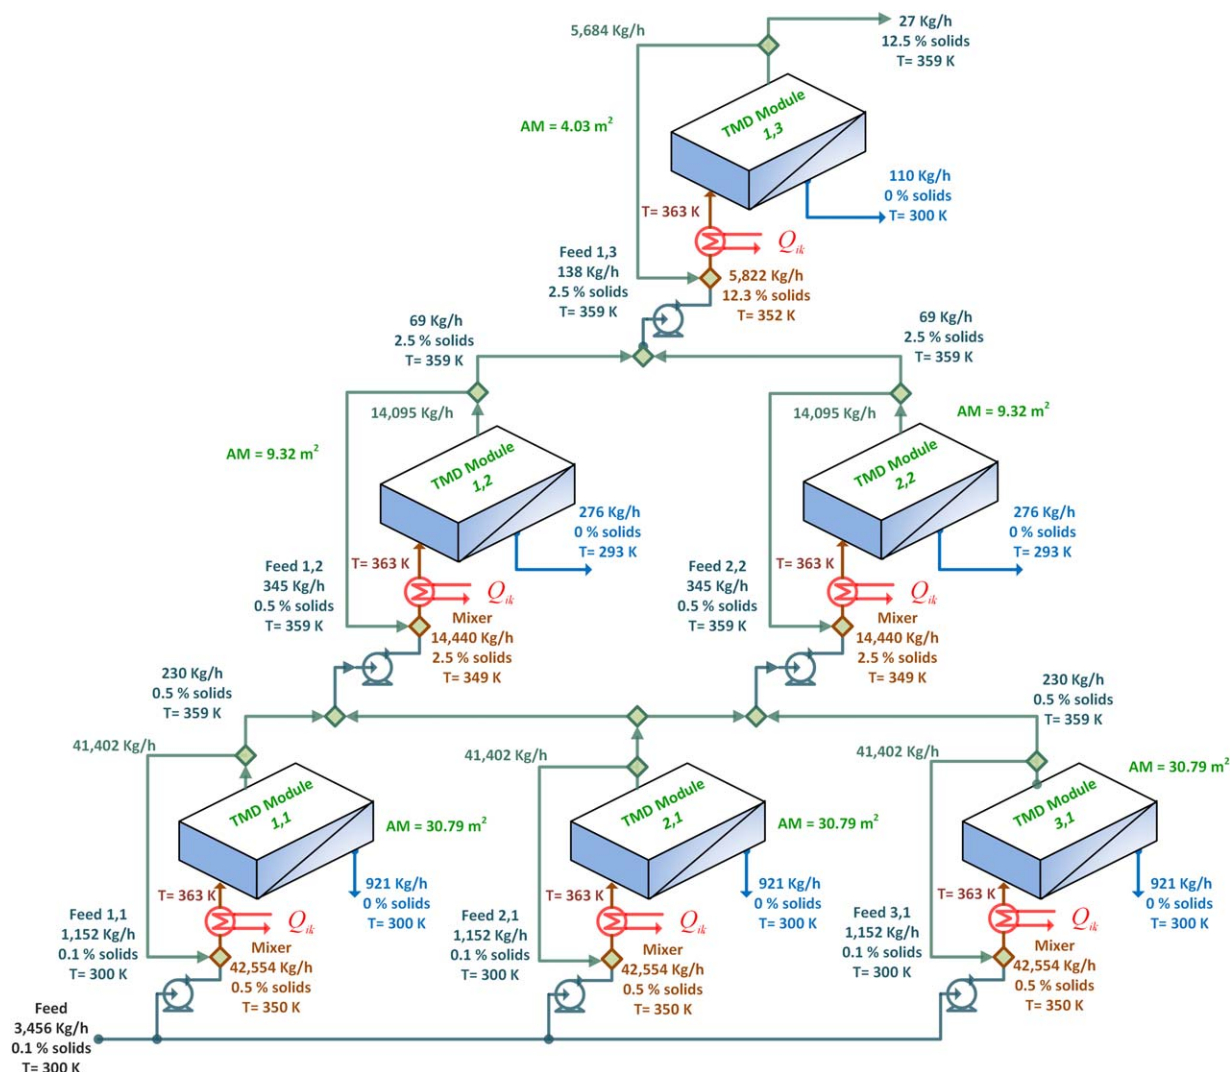 5,684 Kg/h
27 Kg/h
12.5 % solids
T= 359 K
AM = 4.03 m²
TMD Module
1,3
110 Kg/h
0 % solids
T= 300 K
T= 363 K
Qik
Feed 1,3
138 Kg/h
2.5 % solids
T= 359 K
5,822 Kg/h
12.3 % solids
T= 352 K
69 Kg/h
2.5 % solids
T= 359 K
69 Kg/h
2.5 % solids
T= 359 K
14,095 Kg/h
AM = 9.32 m²
TMD Module
1,2
276 Kg/h
0 % solids
T= 293 K
T= 363 K
Qik
Feed 1,2
345 Kg/h
0.5 % solids
T= 359 K
Mixer
14,440 Kg/h
2.5 % solids
T= 349 K
14,095 Kg/h
AM = 9.32 m²
TMD Module
2,2
276 Kg/h
0 % solids
T= 293 K
T= 363 K
Qik
Feed 2,2
345 Kg/h
0.5 % solids
T= 359 K
Mixer
14,440 Kg/h
2.5 % solids
T= 349 K
230 Kg/h
0.5 % solids
T= 359 K
230 Kg/h
0.5 % solids
T= 359 K
41,402 Kg/h
TMD Module
1,1
AM = 30.79 m²
921 Kg/h
0 % solids
T= 300 K
T= 363 K
Qik
Feed 1,1
1,152 Kg/h
0.1 % solids
T= 300 K
Mixer
42,554 Kg/h
0.5 % solids
T= 350 K
41,402 Kg/h
TMD Module
2,1
AM = 30.79 m²
921 Kg/h
0 % solids
T= 300 K
T= 363 K
Qik
Feed 2,1
1,152 Kg/h
0.1 % solids
T= 300 K
Mixer
42,554 Kg/h
0.5 % solids
T= 350 K
41,402 Kg/h
AM = 30.79 m²
TMD Module
3,1
921 Kg/h
0 % solids
T= 300 K
T= 363 K
Qik
Feed 3,1
1,152 Kg/h
0.1 % solids
T= 300 K
Mixer
42,554 Kg/h
0.5 % solids
T= 350 K
Feed
3,456 Kg/h
0.1 % solids
T= 300 K